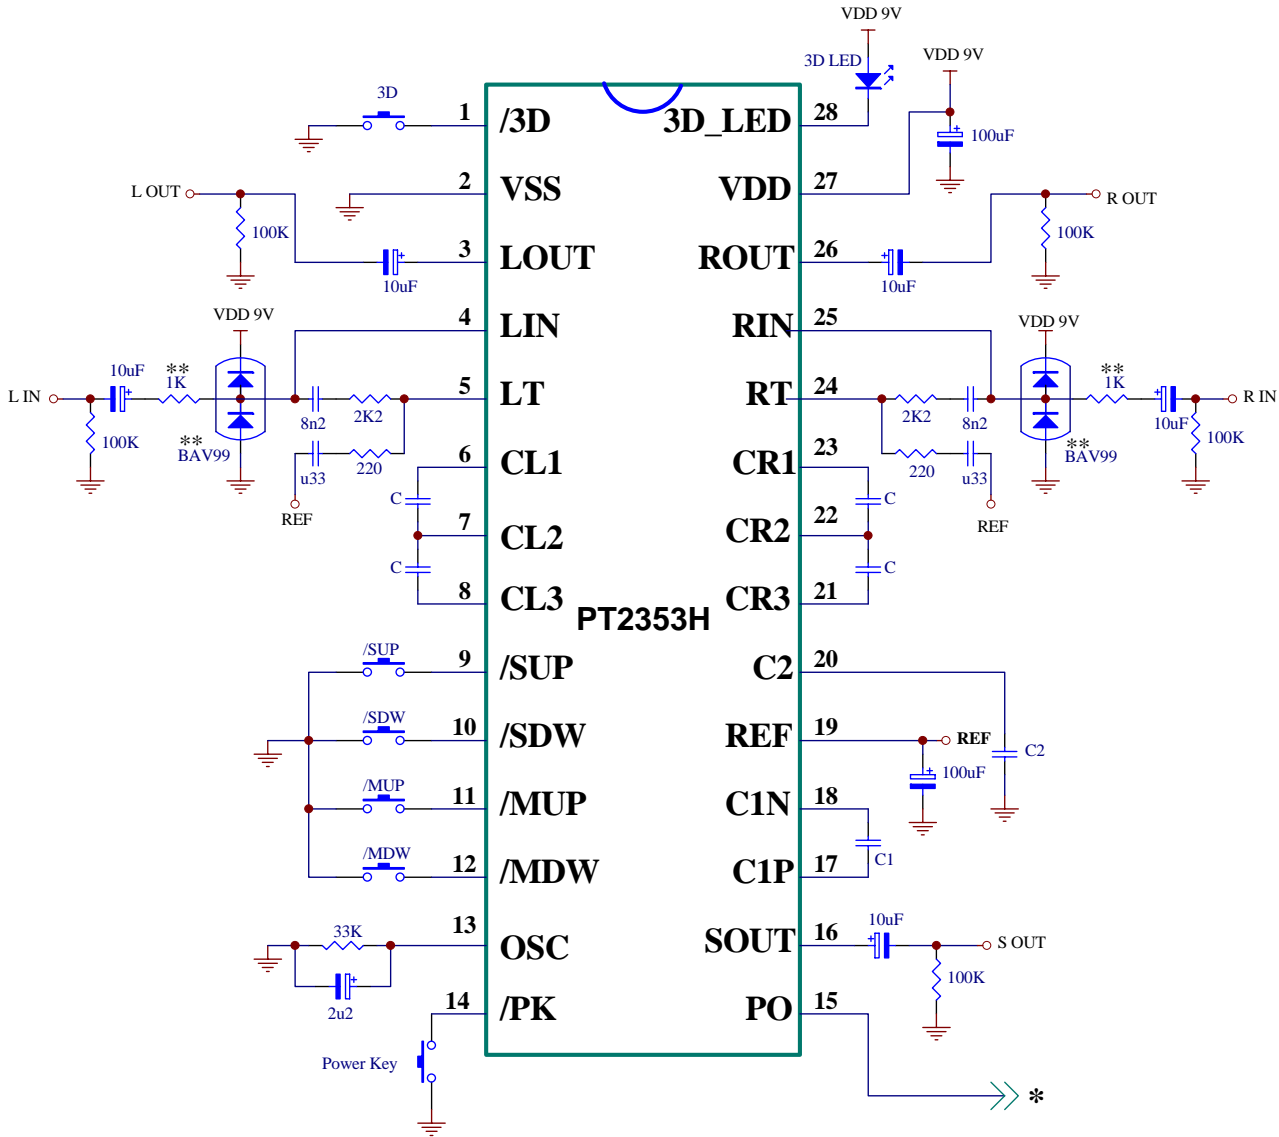 VDD 9V
3D LED
VDD 9V
3D
1
/3D
3D_LED
28
100uF
2
VSS
VDD
27
L OUT
R OUT
100K
100K
3
LOUT
ROUT
26
10uF
10uF
VDD 9V
4
LIN
RIN
25
VDD 9V
10uF
**
1K
**
1K
L IN
5
LT
RT
24
R IN
8n2
2K2
2K2
8n2
10uF
100K
**
BAV99
**
BAV99
100K
6
CL1
CR1
23
u33
220
220
u33
REF
REF
C
C
7
CL2
CR2
22
C
C
8
CL3
CR3
21
PT2353H
/SUP
9
/SUP
C2
20
/SDW
10
/SDW
REF
19
REF
C2
100uF
/MUP
11
/MUP
C1N
18
C1
/MDW
12
/MDW
C1P
17
33K
13
OSC
SOUT
16
10uF
S OUT
100K
2u2
14
/PK
PO
15
Power Key
*